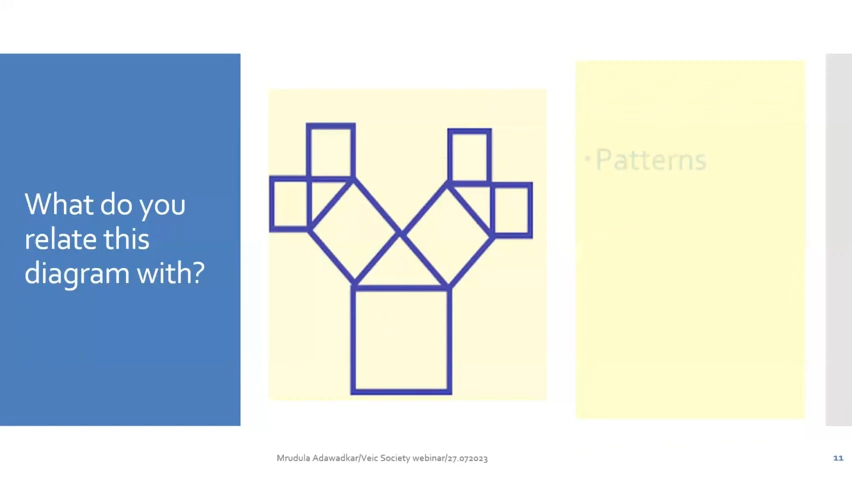 What do you
relate this
diagram with?
• Patterns
Mrudula Adawadkar/Veic Society webinar/27.072023
11